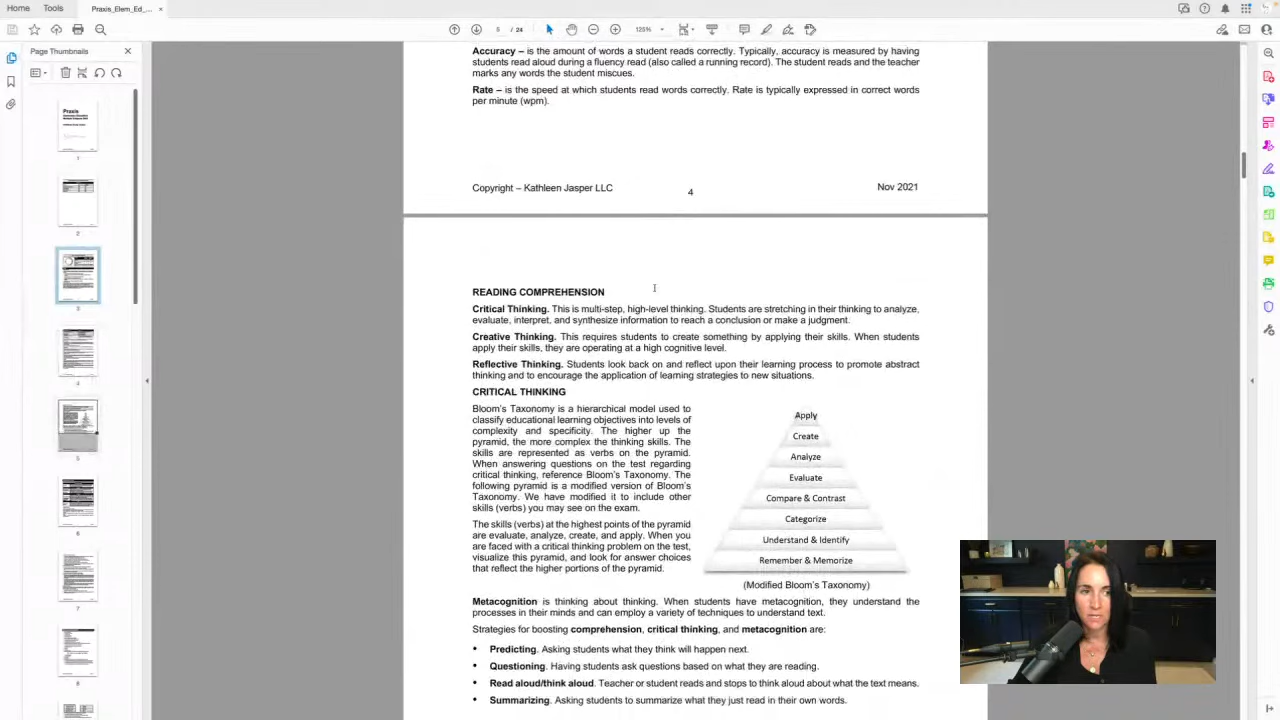 Home Tools Praxis_Elem_Ed_... ×
5 / 24 125%
Page Thumbnails ×
Praxis
1
2
3
4
5
6
7
8
Accuracy – is the amount of words a student reads correctly. Typically, accuracy is measured by having
students read aloud during a fluency read (also called a running record). The student reads and the teacher
marks any words the student miscues.
Rate – is the speed at which students read words correctly. Rate is typically expressed in correct words
per minute (wpm).
Copyright – Kathleen Jasper LLC 4 Nov 2021
READING COMPREHENSION
Critical Thinking. This is multi-step, high-level thinking. Students are stretching in their thinking to analyze,
evaluate, interpret, and synthesize information to reach a conclusion or make a judgment.
Creative Thinking. This requires students to create something by applying their skills. When students
apply their skills, they are operating at a high cognitive level.
Reflective Thinking. Students look back on and reflect upon their learning process to promote abstract
thinking and to encourage the application of learning strategies to new situations.
CRITICAL THINKING
Bloom's Taxonomy is a hierarchical model used to
classify educational learning objectives into levels of
complexity and specificity. The higher up the
pyramid, the more complex the thinking skills. The
skills are represented as verbs on the pyramid.
When answering questions on the test regarding
critical thinking, reference Bloom's Taxonomy. The
following pyramid is a modified version of Bloom's
Taxonomy. We have modified it to include other
skills (verbs) you may see on the exam.
The skills (verbs) at the highest points of the pyramid
are evaluate, analyze, create, and apply. When you
are faced with a critical thinking problem on the test,
visualize this pyramid, and look for answer choices
that reflect the higher portions of the pyramid.
Apply
Create
Analyze
Evaluate
Compare & Contrast
Categorize
Understand & Identify
Remember & Memorize
(Modified Bloom's Taxonomy)
Metacognition is thinking about thinking. When students have metacognition, they understand the
processes in their minds and can employ a variety of techniques to understand text.
Strategies for boosting comprehension, critical thinking, and metacognition are:
• Predicting. Asking students what they think will happen next.
• Questioning. Having students ask questions based on what they are reading.
• Read aloud/think aloud. Teacher or student reads and stops to think aloud about what the text means.
• Summarizing. Asking students to summarize what they just read in their own words.